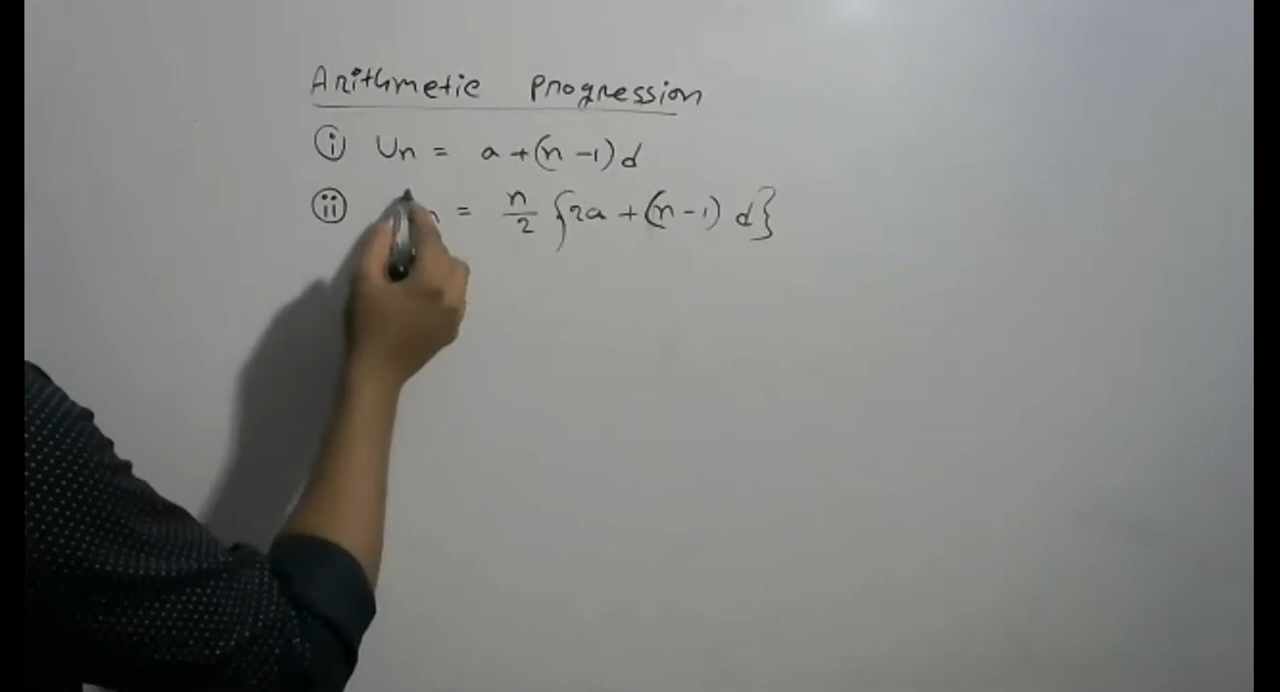 Arithmetic Progression
(i) Un = a + (n - 1) d
(ii) n = n/2 {2a + (n - 1) d}